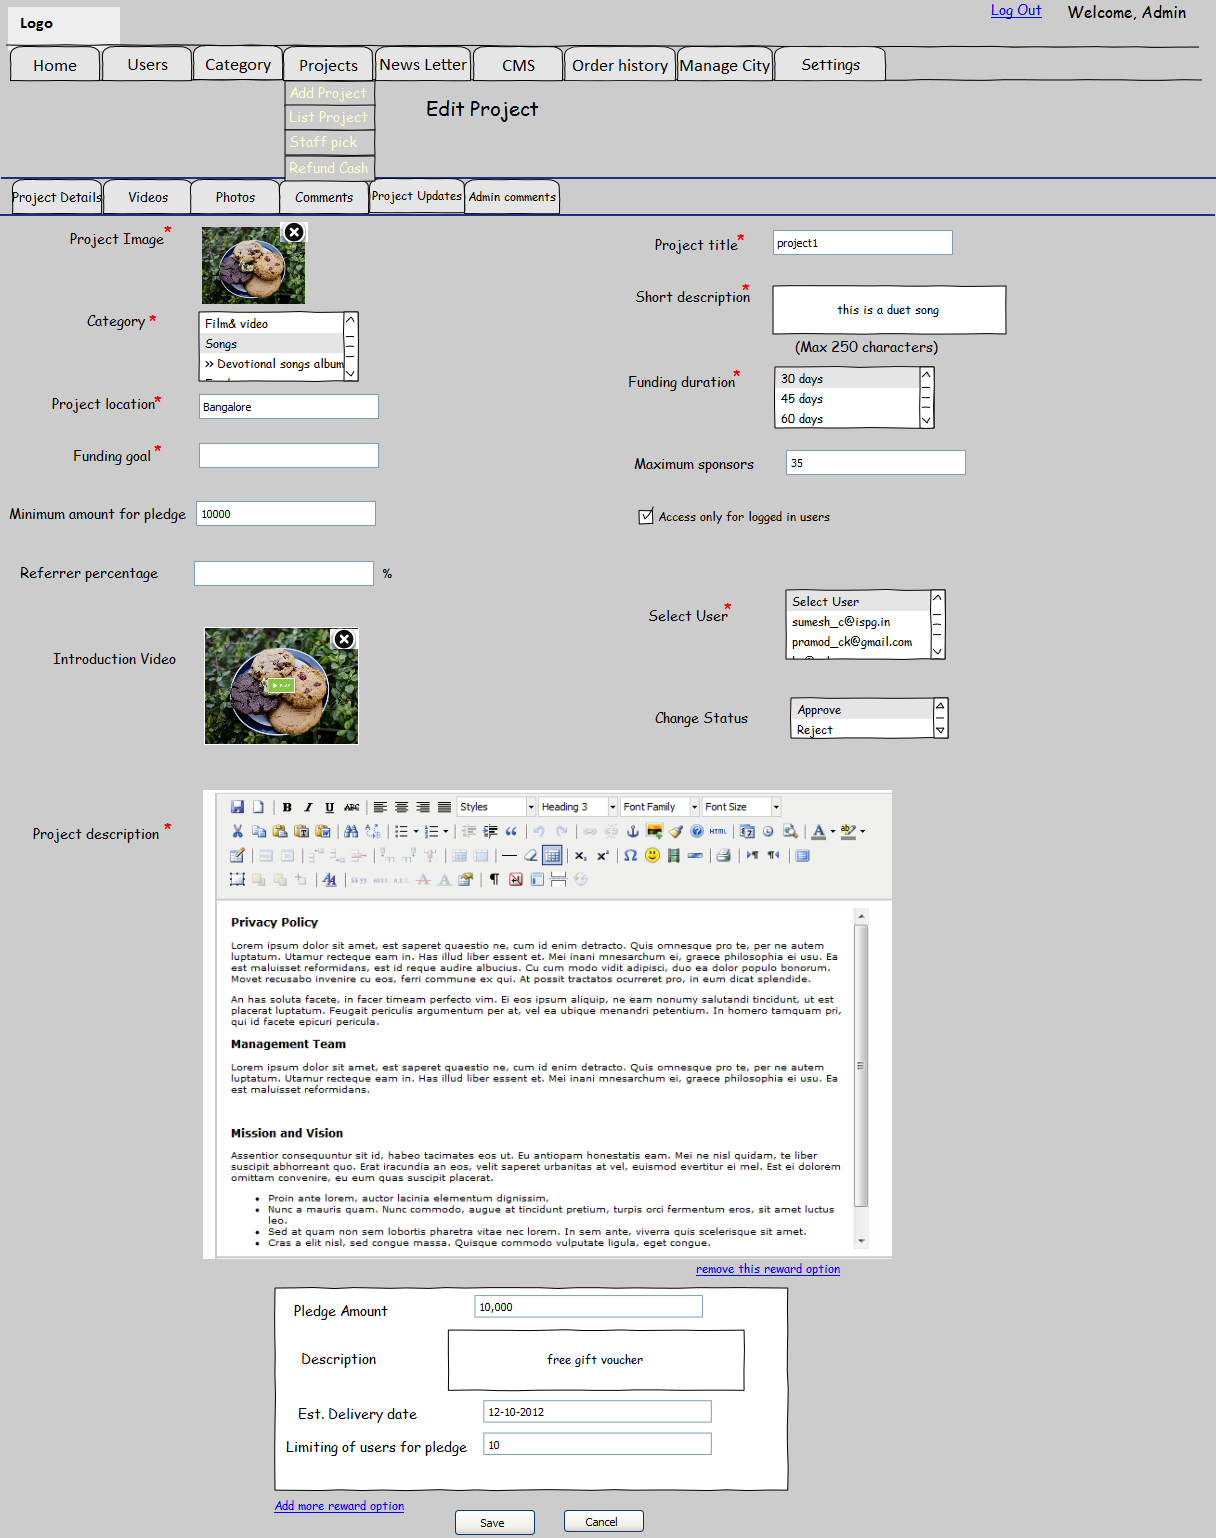 Logo
Log Out
Welcome, Admin
Home
Users
Category
Projects
News Letter
CMS
Order history
Manage City
Settings
Add Project
List Project
Staff pick
Refund Cash
Edit Project
Project Details
Videos
Photos
Comments
Project Updates
Admin comments
Project Image*
Project title*
project1
Short description*
this is a duet song
(Max 250 characters)
Category *
Film& video
Songs
>> Devotional songs album
Funding duration*
30 days
45 days
60 days
Project location*
Bangalore
Funding goal *
Maximum sponsors
35
Minimum amount for pledge
10000
Access only for logged in users
Referrer percentage
%
Select User*
Select User
sumesh_c@ispg.in
pramod_ck@gmail.com
Introduction Video
Change Status
Approve
Reject
Project description *
B I U ABC
Styles
Heading 3
Font Family
Font Size
HTML
Privacy Policy
Lorem ipsum dolor sit amet, est saperet quaestio ne, cum id enim detracto. Quis omnesque pro te, per ne autem
luptatum. Utamur recteque eam in. Has illud liber essent et. Mei inani mnesarchum ei, graece philosophia ei usu. Ea
est maluisset reformidans, est id reque audire albucius. Cu cum modo vidit adipisci, duo ea dolor populo bonorum.
Movet recusabo invenire cu eos, ferri commune ex qui. At possit tractatos ocurreret pro, in eum dicat splendide.
An has soluta facete, in facer timeam perfecto vim. Ei eos ipsum aliquip, ne eam nonumy salutandi tincidunt, ut est
placerat luptatum. Feugait periculis argumentum per at, vel ea ubique menandri petentium. In homero tamquam pri,
qui id facete epicuri pericula.
Management Team
Lorem ipsum dolor sit amet, est saperet quaestio ne, cum id enim detracto. Quis omnesque pro te, per ne autem
luptatum. Utamur recteque eam in. Has illud liber essent et. Mei inani mnesarchum ei, graece philosophia ei usu. Ea
est maluisset reformidans.
Mission and Vision
Assentior consequuntur sit id, habeo tacimates eos ut. Eu antiopam honestatis eam. Mei ne nisl quidam, te liber
suscipit abhorreant quo. Erat iracundia an eos, velit saperet urbanitas at vel, euismod evertitur ei mel. Est ei dolorem
omittam convenire, eu eum quas suscipit placerat.
• Proin ante lorem, auctor lacinia elementum dignissim,
• Nunc a mauris quam. Nunc commodo, augue at tincidunt pretium, turpis orci fermentum eros, sit amet luctus
leo.
• Sed at quam non sem lobortis pharetra vitae nec lorem. In sem ante, viverra quis scelerisque sit amet.
• Cras a elit nisl, sed congue massa. Quisque commodo vulputate ligula, eget congue.
remove this reward option
Pledge Amount
10,000
Description
free gift voucher
Est. Delivery date
12-10-2012
Limiting of users for pledge
10
Add more reward option
Save
Cancel